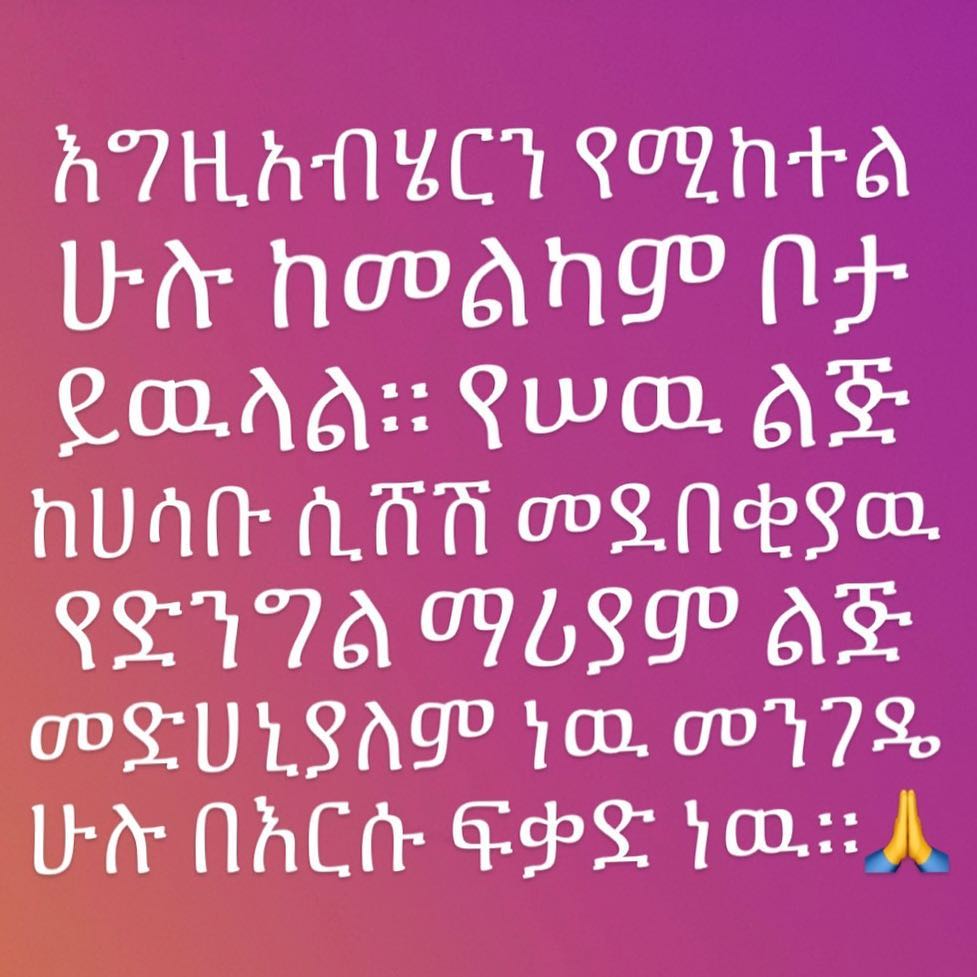 እግዚአብሄርን የሚከተል
ሁሉ ከመልካም ቦታ
ይዉላል፡፡ የሠዉ ልጅ
ከሀሳቡ ሲሸሽ መደበቂያዉ
የድንግል ማሪያም ልጅ
መድሀኒያለም ነዉ መንገዴ
ሁሉ በእርሱ ፍቃድ ነዉ፡፡🙏